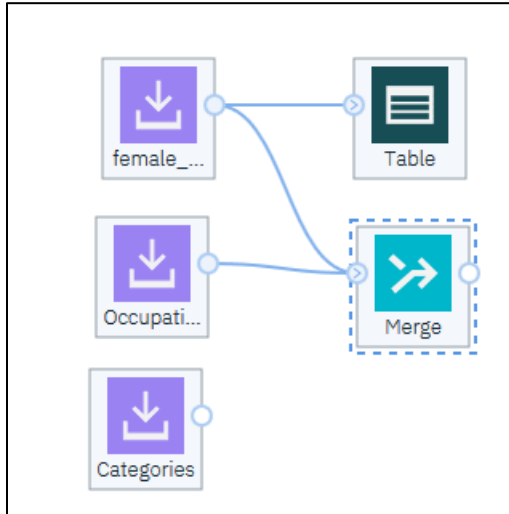 female_...
Table
Occupati...
Merge
Categories